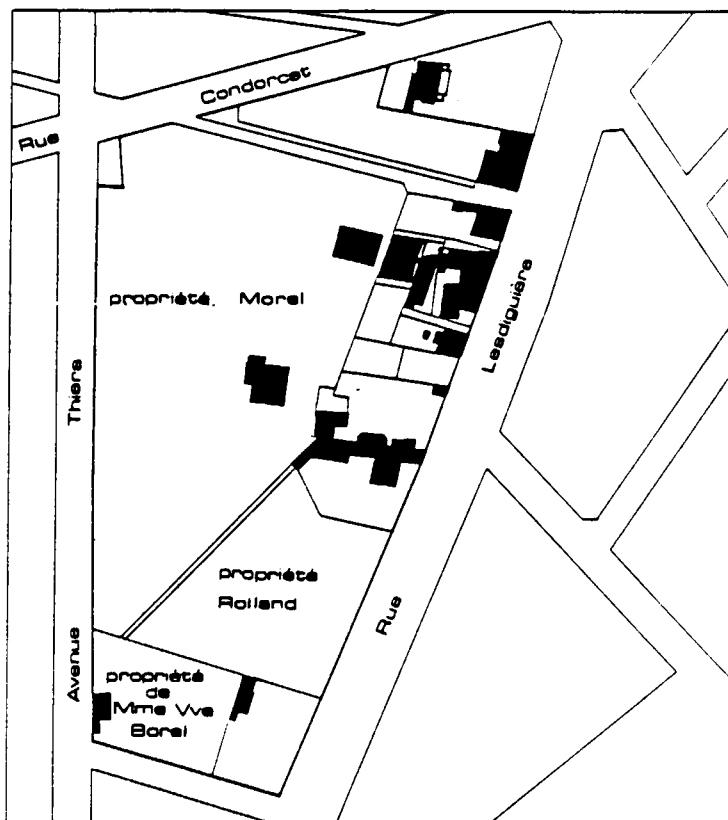 Rue Condorcet
propriété. Morel
Avenue Thiers
Rue Lesdiguière
propriété
Rolland
propriété
de
Mme Vve
Borel